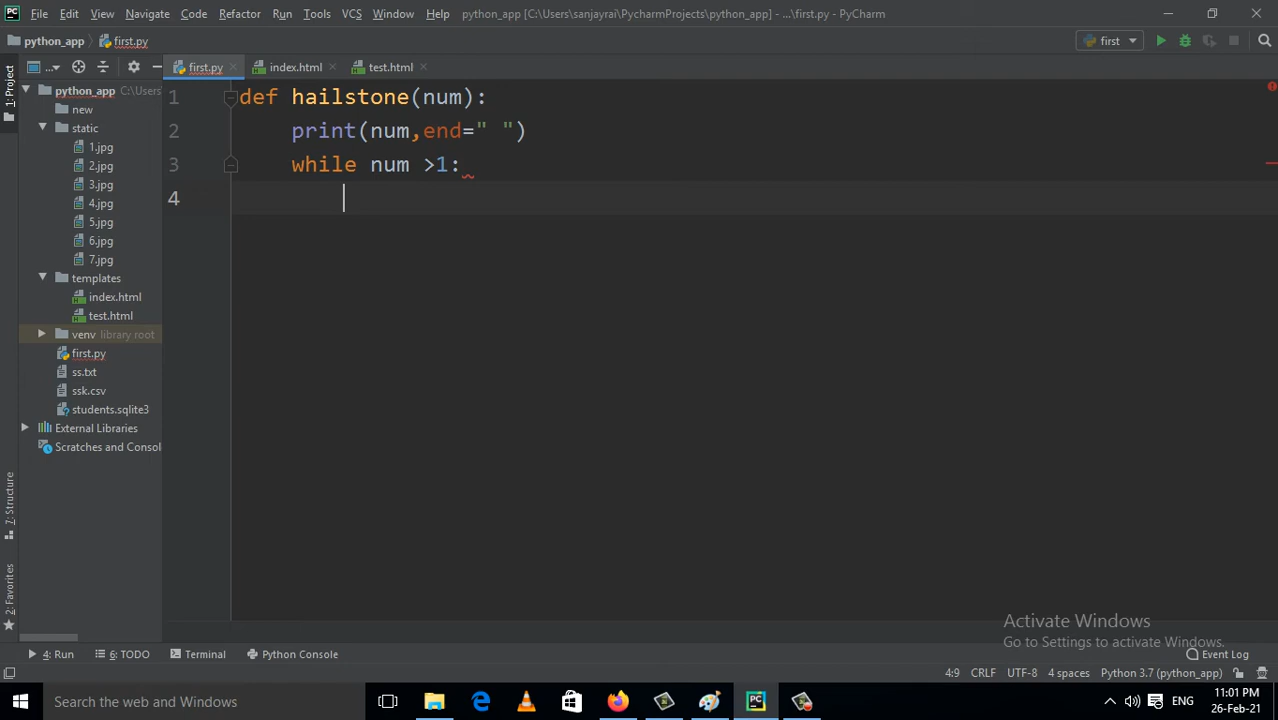 File Edit View Navigate Code Refactor Run Tools VCS Window Help python_app [C:\Users\sanjayrai\PycharmProjects\python_app] - ...\first.py - PyCharm
python_app first.py first
1: Project
... first.py index.html test.html
python_app C:\Users
new
static
1.jpg
2.jpg
3.jpg
4.jpg
5.jpg
6.jpg
7.jpg
templates
index.html
test.html
venv library root
first.py
ss.txt
ssk.csv
students.sqlite3
External Libraries
Scratches and Consol
1 def hailstone(num):
2 print(num,end=" ")
3 while num >1:
4
7: Structure
2: Favorites
Activate Windows
Go to Settings to activate Windows.
4: Run 6: TODO Terminal Python Console Event Log
4:9 CRLF UTF-8 4 spaces Python 3.7 (python_app)
Search the web and Windows
ENG
11:01 PM
26-Feb-21